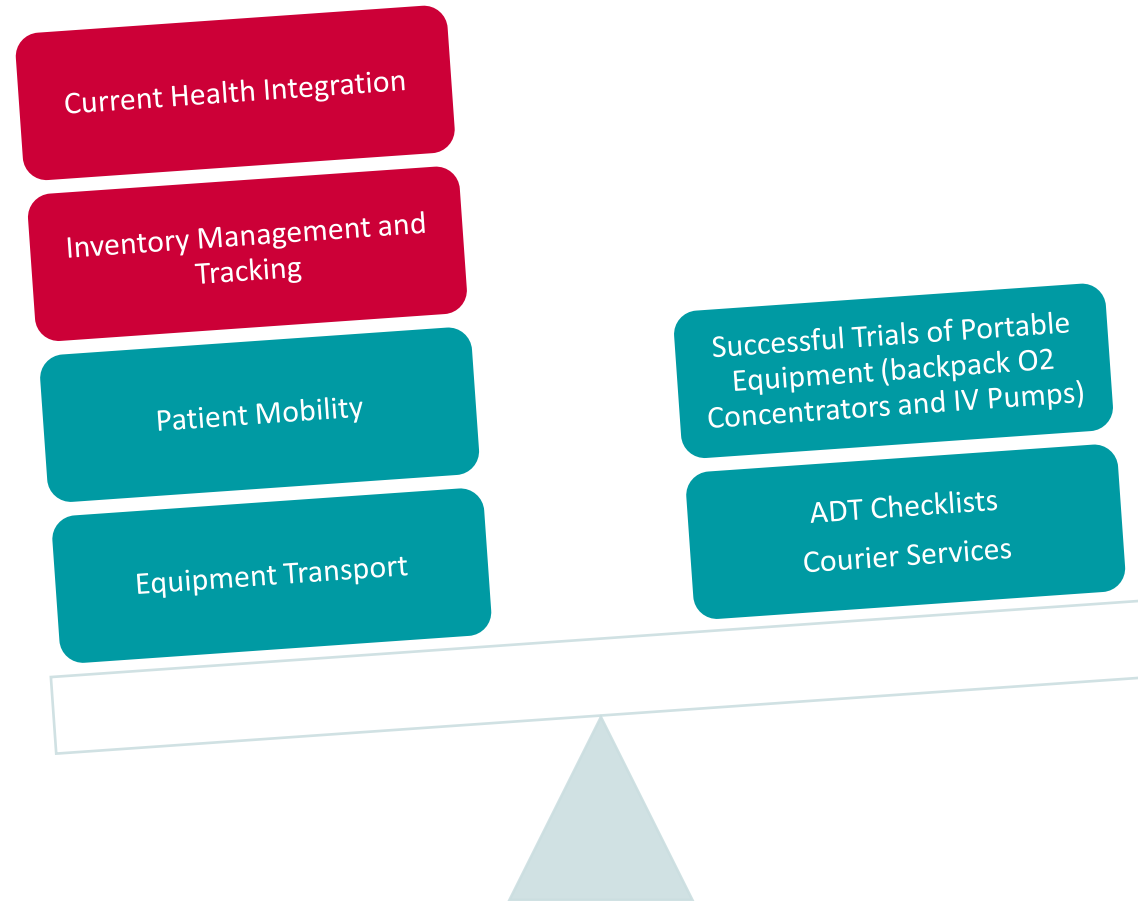 Current Health Integration
Inventory Management and
Tracking
Patient Mobility
Equipment Transport
Successful Trials of Portable
Equipment (backpack O2
Concentrators and IV Pumps)
ADT Checklists
Courier Services